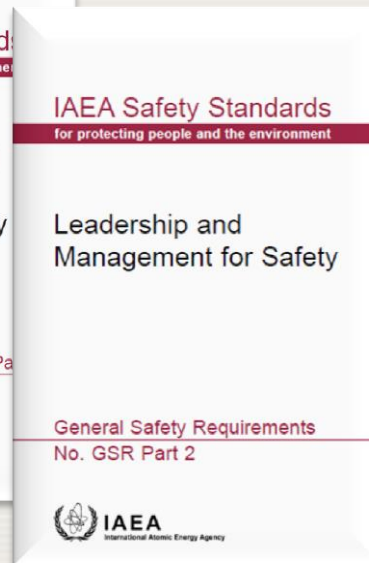 IAEA Safety Standards
for protecting people and the environment
Leadership and
Management for Safety
General Safety Requirements
No. GSR Part 2
IAEA
International Atomic Energy Agency